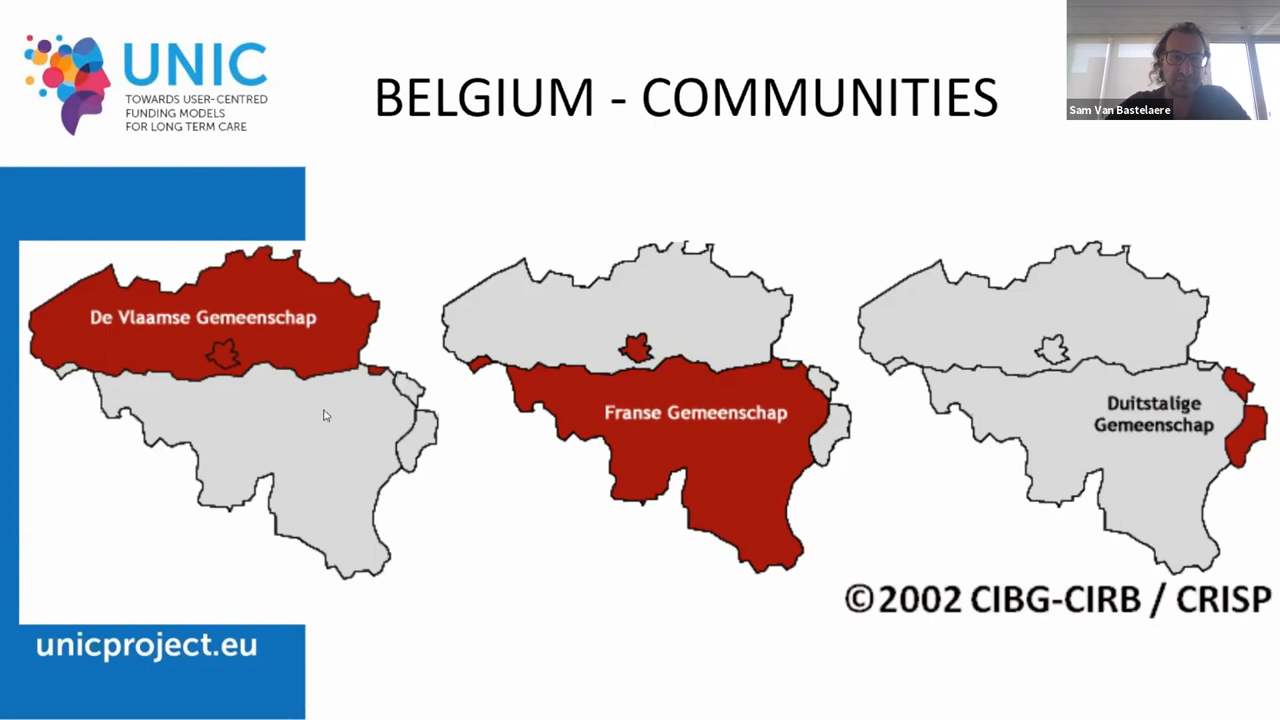 UNIC
TOWARDS USER-CENTRED
FUNDING MODELS
FOR LONG TERM CARE
BELGIUM - COMMUNITIES
Sam Van Bastelaere
De Vlaamse Gemeenschap
Franse Gemeenschap
Duitstalige
Gemeenschap
©2002 CIBG-CIRB / CRISP
unicproject.eu